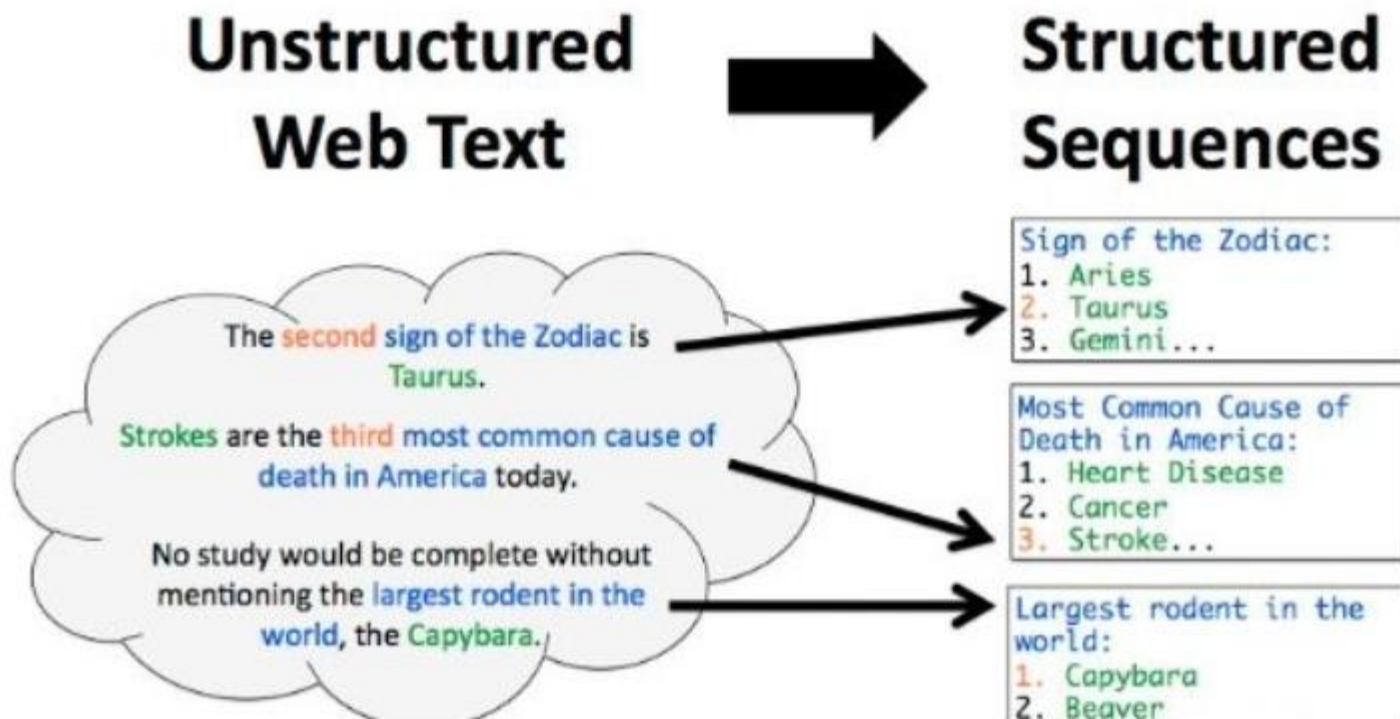 Unstructured
Web Text
Structured
Sequences
The second sign of the Zodiac is
Taurus.
Strokes are the third most common cause of
death in America today.
No study would be complete without
mentioning the largest rodent in the
world, the Capybara.
Sign of the Zodiac:
1. Aries
2. Taurus
3. Gemini...
Most Common Cause of
Death in America:
1. Heart Disease
2. Cancer
3. Stroke...
Largest rodent in the
world:
1. Capybara
2. Beaver